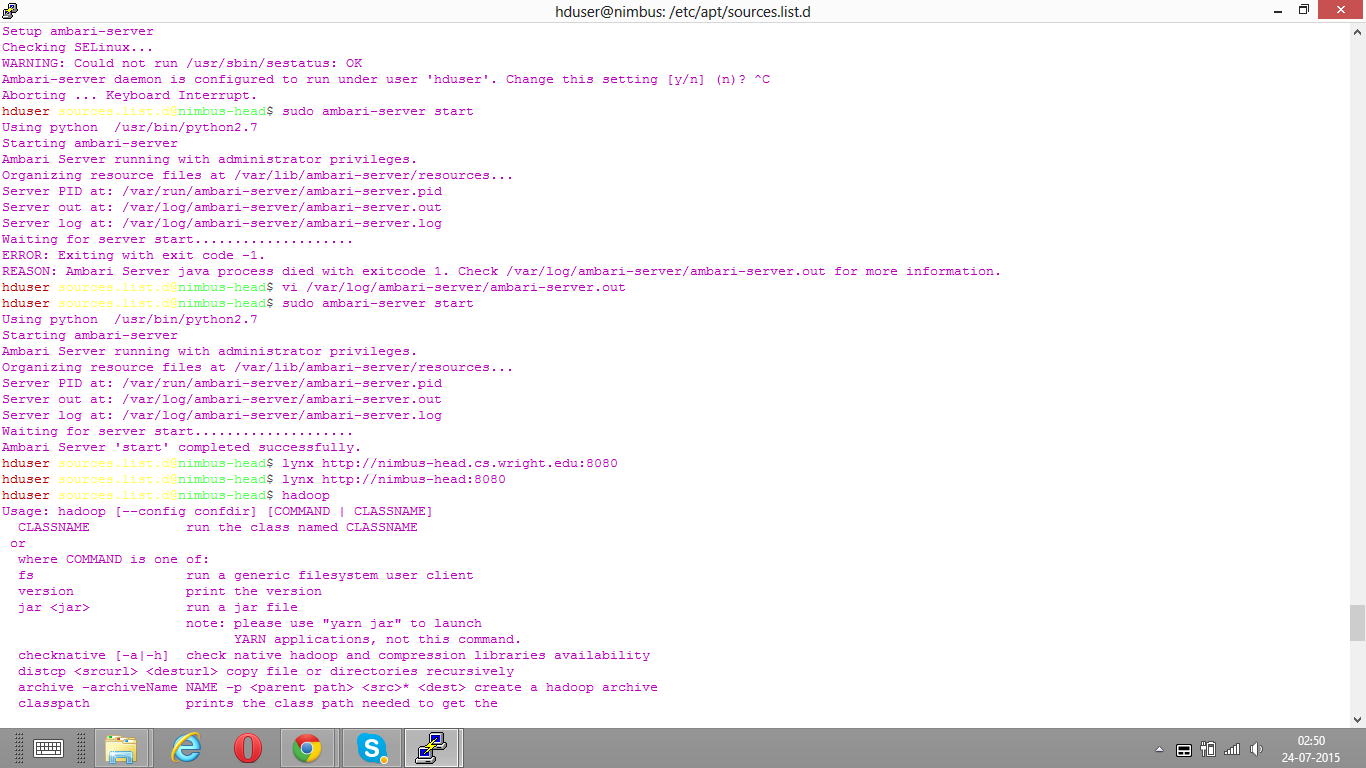 hduser@nimbus: /etc/apt/sources.list.d
Setup ambari-server
Checking SELinux...
WARNING: Could not run /usr/sbin/sestatus: OK
Ambari-server daemon is configured to run under user 'hduser'. Change this setting [y/n] (n)? ^C
Aborting ... Keyboard Interrupt.
hduser sources.list.d@nimbus-head$ sudo ambari-server start
Using python  /usr/bin/python2.7
Starting ambari-server
Ambari Server running with administrator privileges.
Organizing resource files at /var/lib/ambari-server/resources...
Server PID at: /var/run/ambari-server/ambari-server.pid
Server out at: /var/log/ambari-server/ambari-server.out
Server log at: /var/log/ambari-server/ambari-server.log
Waiting for server start....................
ERROR: Exiting with exit code -1.
REASON: Ambari Server java process died with exitcode 1. Check /var/log/ambari-server/ambari-server.out for more information.
hduser sources.list.d@nimbus-head$ vi /var/log/ambari-server/ambari-server.out
hduser sources.list.d@nimbus-head$ sudo ambari-server start
Using python  /usr/bin/python2.7
Starting ambari-server
Ambari Server running with administrator privileges.
Organizing resource files at /var/lib/ambari-server/resources...
Server PID at: /var/run/ambari-server/ambari-server.pid
Server out at: /var/log/ambari-server/ambari-server.out
Server log at: /var/log/ambari-server/ambari-server.log
Waiting for server start....................
Ambari Server 'start' completed successfully.
hduser sources.list.d@nimbus-head$ lynx http://nimbus-head.cs.wright.edu:8080
hduser sources.list.d@nimbus-head$ lynx http://nimbus-head:8080
hduser sources.list.d@nimbus-head$ hadoop
Usage: hadoop [--config confdir] [COMMAND | CLASSNAME]
  CLASSNAME            run the class named CLASSNAME
 or
  where COMMAND is one of:
  fs                   run a generic filesystem user client
  version              print the version
  jar <jar>            run a jar file
                       note: please use "yarn jar" to launch
                             YARN applications, not this command.
  checknative [-a|-h]  check native hadoop and compression libraries availability
  distcp <srcurl> <desturl> copy file or directories recursively
  archive -archiveName NAME -p <parent path> <src>* <dest> create a hadoop archive
  classpath            prints the class path needed to get the
02:50
24-07-2015